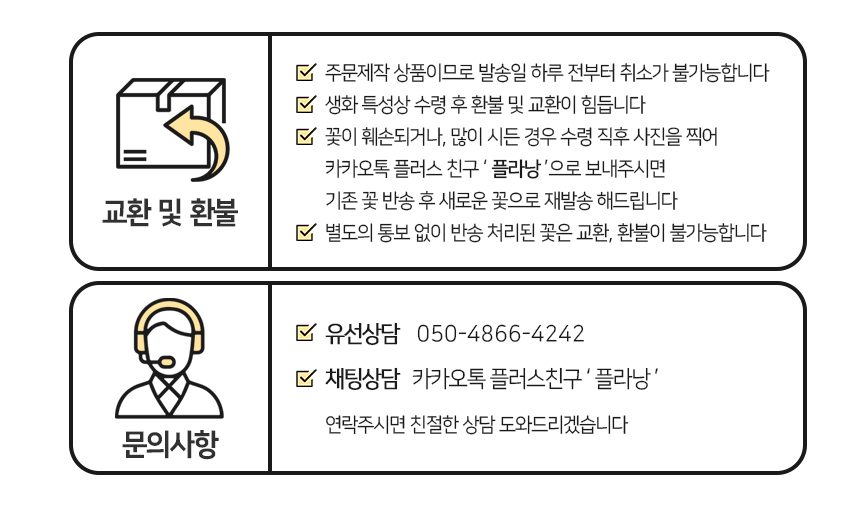 교환 및 환불
주문제작 상품이므로 발송일 하루 전부터 취소가 불가능합니다
생화 특성상 수령 후 환불 및 교환이 힘듭니다
꽃이 훼손되거나, 많이 시든 경우 수령 직후 사진을 찍어
카카오톡 플러스 친구 ‘ 플라낭 ’으로 보내주시면
기존 꽃 반송 후 새로운 꽃으로 재발송 해드립니다
별도의 통보 없이 반송 처리된 꽃은 교환, 환불이 불가능합니다
문의사항
유선상담 050-4866-4242
채팅상담 카카오톡 플러스친구 ‘ 플라낭 ’
연락주시면 친절한 상담 도와드리겠습니다